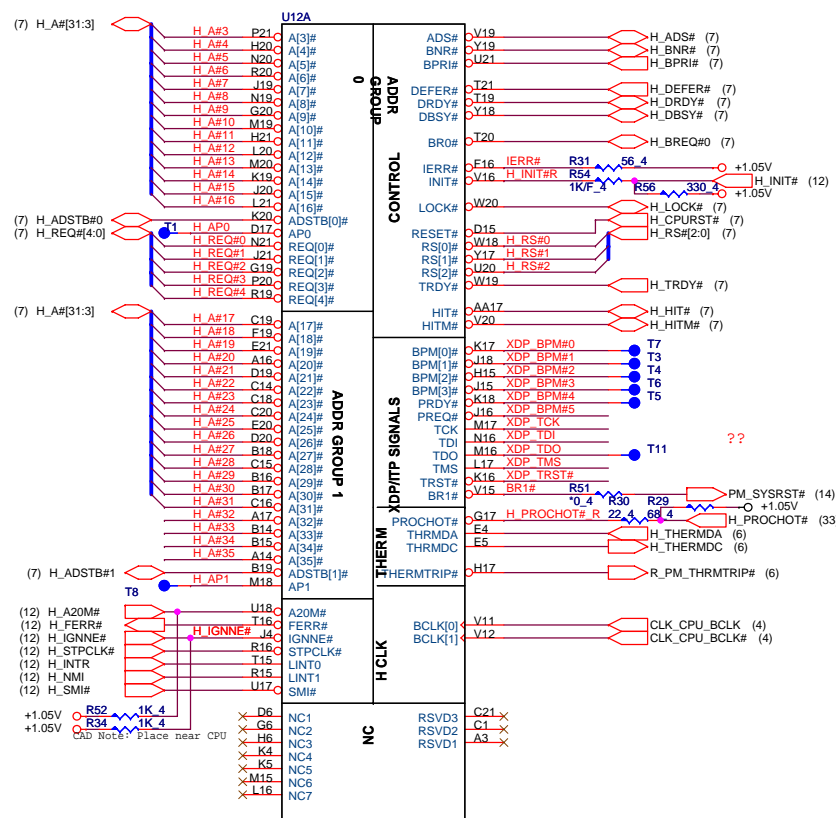 U12A
(7) H_A#[31:3]
H_A#3 P21 A[3]#
H_A#4 H20 A[4]#
H_A#5 N20 A[5]#
H_A#6 R20 A[6]#
H_A#7 J19 A[7]#
H_A#8 N19 A[8]#
H_A#9 G20 A[9]#
H_A#10 M19 A[10]#
H_A#11 H21 A[11]#
H_A#12 L20 A[12]#
H_A#13 M20 A[13]#
H_A#14 K19 A[14]#
H_A#15 J20 A[15]#
H_A#16 L21 A[16]#
(7) H_ADSTB#0 K20 ADSTB[0]#
T1 H_AP0 D17 AP0
(7) H_REQ#[4:0]
H_REQ#0 N21 REQ[0]#
H_REQ#1 J21 REQ[1]#
H_REQ#2 G19 REQ[2]#
H_REQ#3 P20 REQ[3]#
H_REQ#4 R19 REQ[4]#
ADDR GROUP 0
(7) H_A#[31:3]
H_A#17 C19 A[17]#
H_A#18 F19 A[18]#
H_A#19 E21 A[19]#
H_A#20 A16 A[20]#
H_A#21 D19 A[21]#
H_A#22 C14 A[22]#
H_A#23 C18 A[23]#
H_A#24 C20 A[24]#
H_A#25 E20 A[25]#
H_A#26 D20 A[26]#
H_A#27 B18 A[27]#
H_A#28 C15 A[28]#
H_A#29 B16 A[29]#
H_A#30 B17 A[30]#
H_A#31 C16 A[31]#
H_A#32 A17 A[32]#
H_A#33 B14 A[33]#
H_A#34 B15 A[34]#
H_A#35 A14 A[35]#
(7) H_ADSTB#1 B19 ADSTB[1]#
T8 H_AP1 M18 AP1
ADDR GROUP 1
(12) H_A20M# U18 A20M#
(12) H_FERR# T16 FERR#
(12) H_IGNNE# H_IGNNE# J4 IGNNE#
(12) H_STPCLK# R16 STPCLK#
(12) H_INTR T15 LINT0
(12) H_NMI R15 LINT1
(12) H_SMI# U17 SMI#
+1.05V R52 1K_4
+1.05V R34 1K_4
CAD Note: Place near CPU
D6 NC1
G6 NC2
H6 NC3
K4 NC4
K5 NC5
M15 NC6
L16 NC7
NC
CONTROL
ADS# V19 H_ADS# (7)
BNR# Y19 H_BNR# (7)
BPRI# U21 H_BPRI# (7)
DEFER# T21 H_DEFER# (7)
DRDY# T19 H_DRDY# (7)
DBSY# Y18 H_DBSY# (7)
BR0# T20 H_BREQ#0 (7)
IERR# F16 IERR# R31 56_4 +1.05V
INIT# V16 H_INIT#R R54 1K/F_4 H_INIT# (12)
R56 330_4 +1.05V
LOCK# W20 H_LOCK# (7)
RESET# D15 H_CPURST# (7)
RS[0]# W18 H_RS#0 H_RS#[2:0] (7)
RS[1]# Y17 H_RS#1
RS[2]# U20 H_RS#2
TRDY# W19 H_TRDY# (7)
HIT# AA17 H_HIT# (7)
HITM# V20 H_HITM# (7)
XDP/ITP SIGNALS
BPM[0]# K17 XDP_BPM#0 T7
BPM[1]# J18 XDP_BPM#1 T3
BPM[2]# H15 XDP_BPM#2 T4
BPM[3]# J15 XDP_BPM#3 T6
PRDY# K18 XDP_BPM#4 T5
PREQ# J16 XDP_BPM#5
TCK M17 XDP_TCK
TDI N16 XDP_TDI
??
TDO M16 XDP_TDO T11
TMS L17 XDP_TMS
TRST# K16 XDP_TRST#
BR1# V15 BR1# R51 *0_4 PM_SYSRST# (14)
THERM
PROCHOT# G17 H_PROCHOT#_R R30 22_4 H_PROCHOT# (33
R29 68_4 +1.05V
THRMDA E4 H_THERMDA (6)
THRMDC E5 H_THERMDC (6)
THERMTRIP# H17 R_PM_THRMTRIP# (6)
H CLK
BCLK[0] V11 CLK_CPU_BCLK (4)
BCLK[1] V12 CLK_CPU_BCLK# (4)
RSVD3 C21
RSVD2 C1
RSVD1 A3